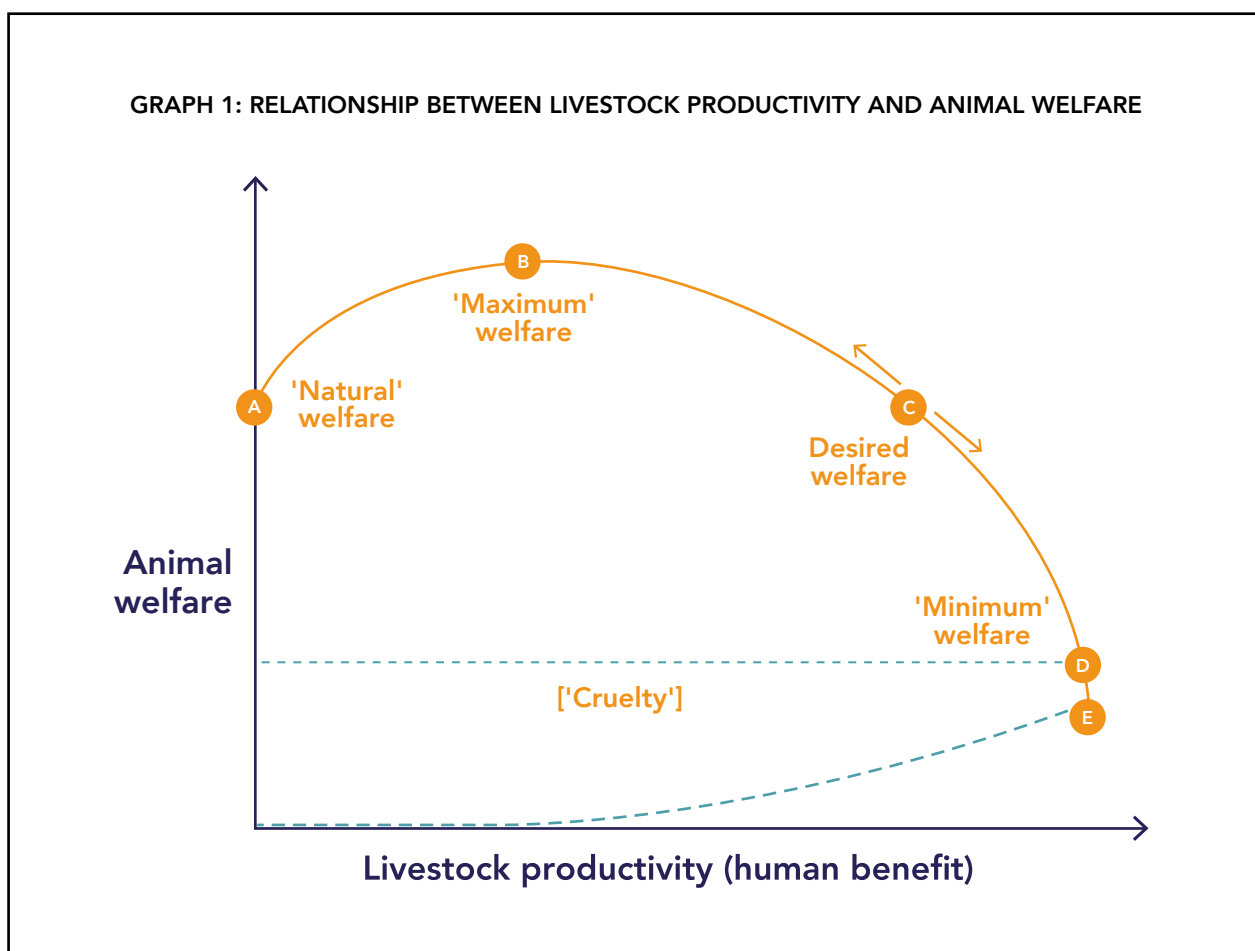 GRAPH 1: RELATIONSHIP BETWEEN LIVESTOCK PRODUCTIVITY AND ANIMAL WELFARE
B
'Maximum'
welfare
A
'Natural'
welfare
C
Desired
welfare
Animal
welfare
'Minimum'
welfare
D
['Cruelty']
E
Livestock productivity (human benefit)